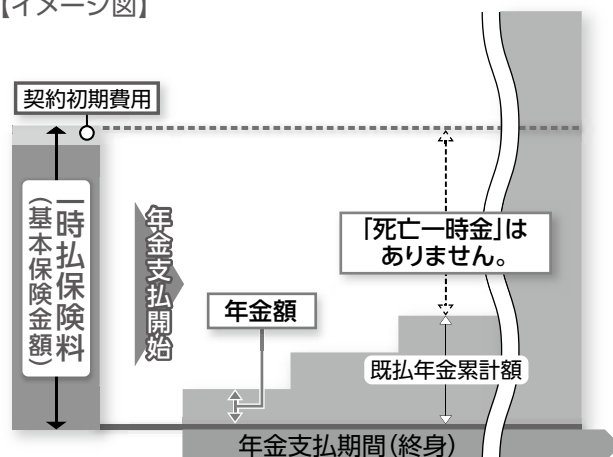 【イメージ図】
契約初期費用
一時払保険料
(基本保険金額)
年金支払開始
年金額
「死亡一時金」は
ありません。
既払年金累計額
年金支払期間(終身)